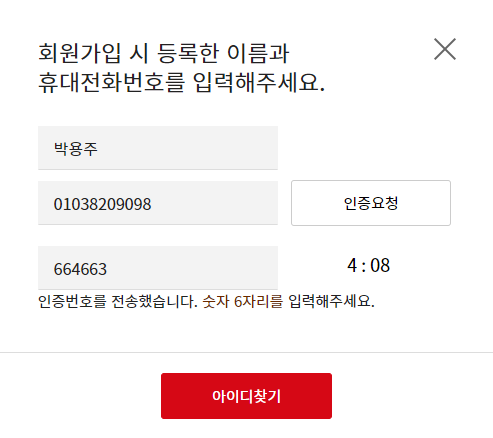 회원가입 시 등록한 이름과
휴대전화번호를 입력해주세요.
박용주
01038209098
인증요청
664663
4 : 08
인증번호를 전송했습니다. 숫자 6자리를 입력해주세요.
아이디찾기